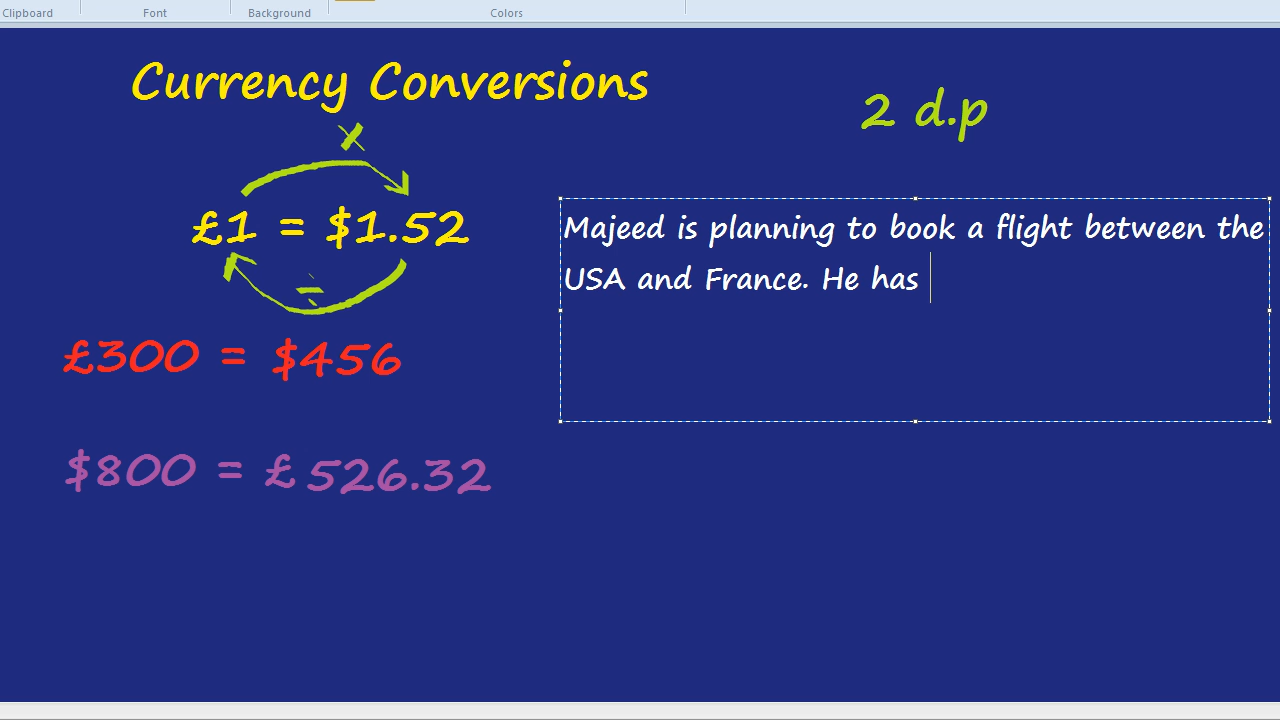 Clipboard Font Background Colors
Currency Conversions
2 d.p
x
£1 = $1.52
÷
£300 = $456
$800 = £526.32
Majeed is planning to book a flight between the
USA and France. He has